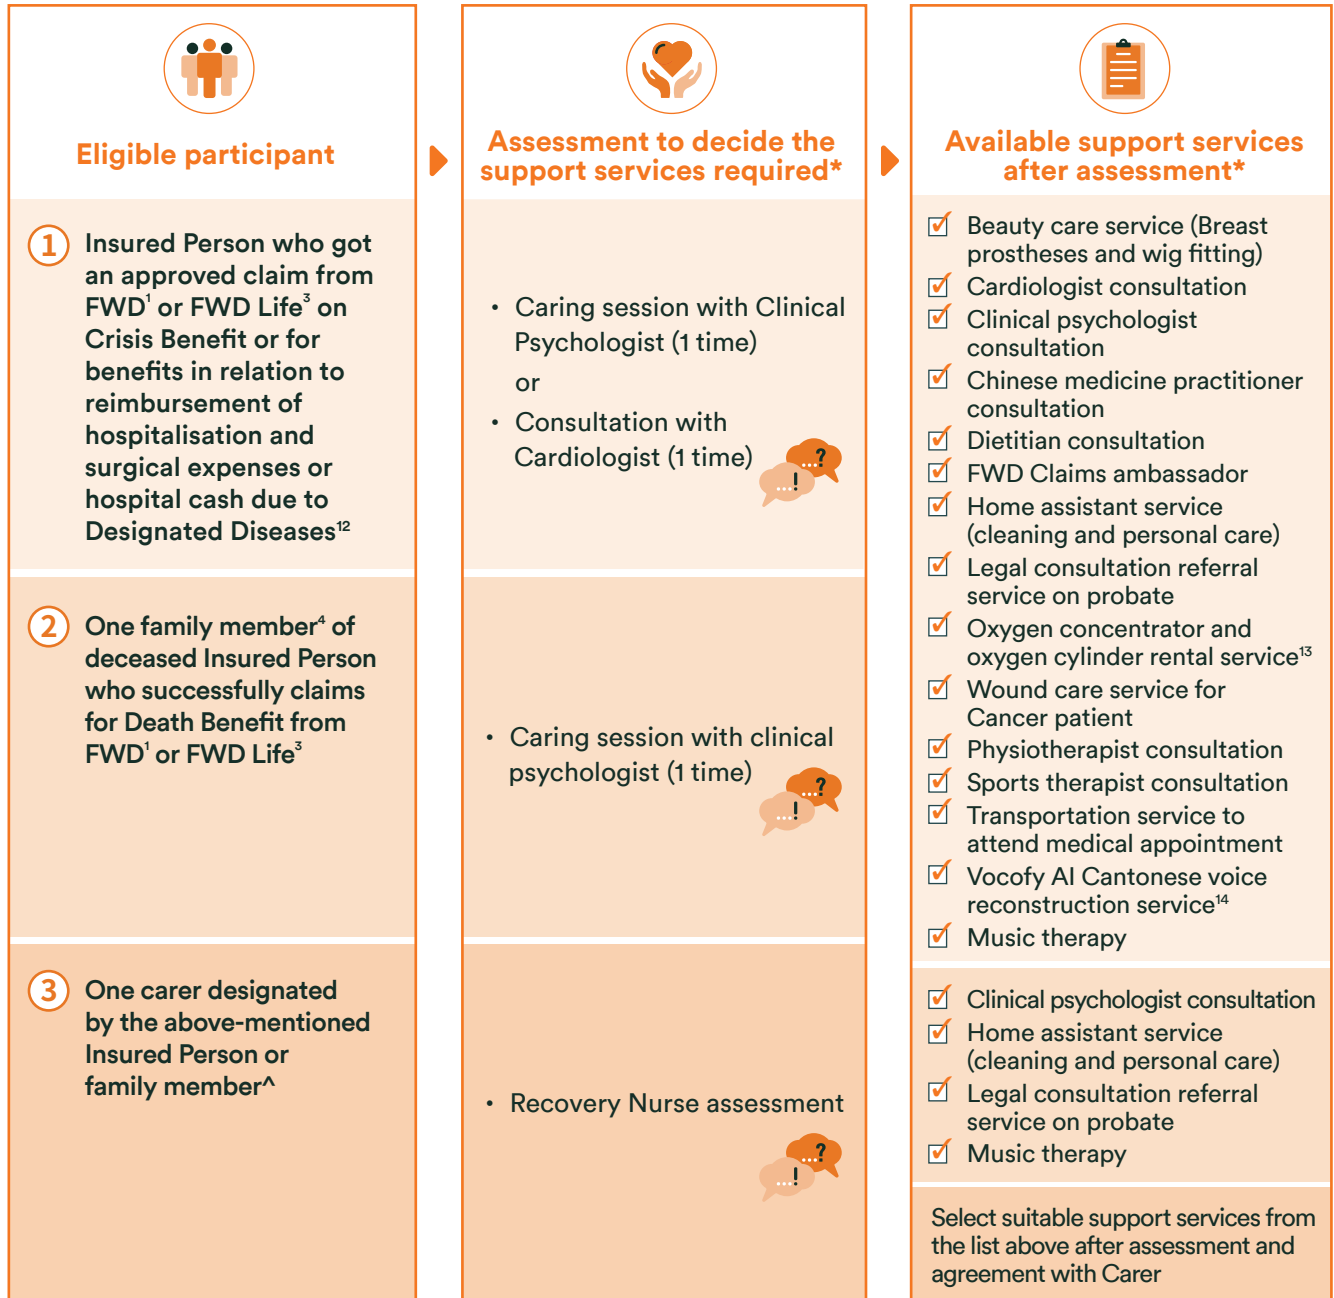 Eligible participant
1
Insured Person who got
an approved claim from
FWD¹ or FWD Life³ on
Crisis Benefit or for
benefits in relation to
reimbursement of
hospitalisation and
surgical expenses or
hospital cash due to
Designated Diseases¹²
2
One family member⁴ of
deceased Insured Person
who successfully claims
for Death Benefit from
FWD¹ or FWD Life³
3
One carer designated
by the above-mentioned
Insured Person or
family member^
Assessment to decide the
support services required*
• Caring session with Clinical
Psychologist (1 time)
or
• Consultation with
Cardiologist (1 time)
...?
...!
• Caring session with clinical
psychologist (1 time)
...?
...!
• Recovery Nurse assessment
...?
...!
Available support services
after assessment*
Beauty care service (Breast
prostheses and wig fitting)
Cardiologist consultation
Clinical psychologist
consultation
Chinese medicine practitioner
consultation
Dietitian consultation
FWD Claims ambassador
Home assistant service
(cleaning and personal care)
Legal consultation referral
service on probate
Oxygen concentrator and
oxygen cylinder rental service¹³
Wound care service for
Cancer patient
Physiotherapist consultation
Sports therapist consultation
Transportation service to
attend medical appointment
Vocofy AI Cantonese voice
reconstruction service¹⁴
Music therapy
Clinical psychologist consultation
Home assistant service
(cleaning and personal care)
Legal consultation referral
service on probate
Music therapy
Select suitable support services from
the list above after assessment and
agreement with Carer